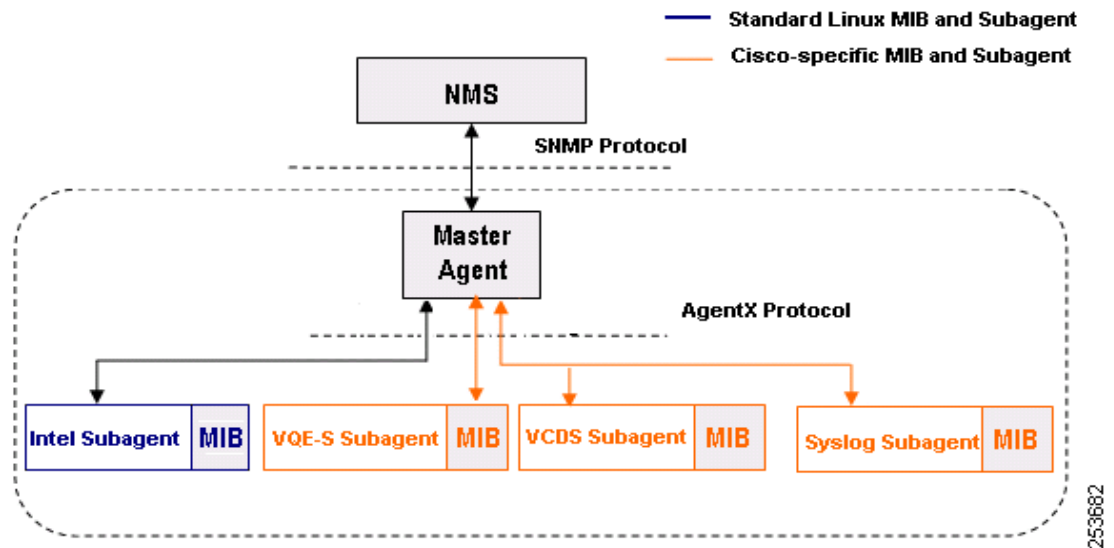 Standard Linux MIB and Subagent
Cisco-specific MIB and Subagent
NMS
SNMP Protocol
Master
Agent
AgentX Protocol
Intel Subagent MIB
VQE-S Subagent MIB
VCDS Subagent MIB
Syslog Subagent MIB
253682